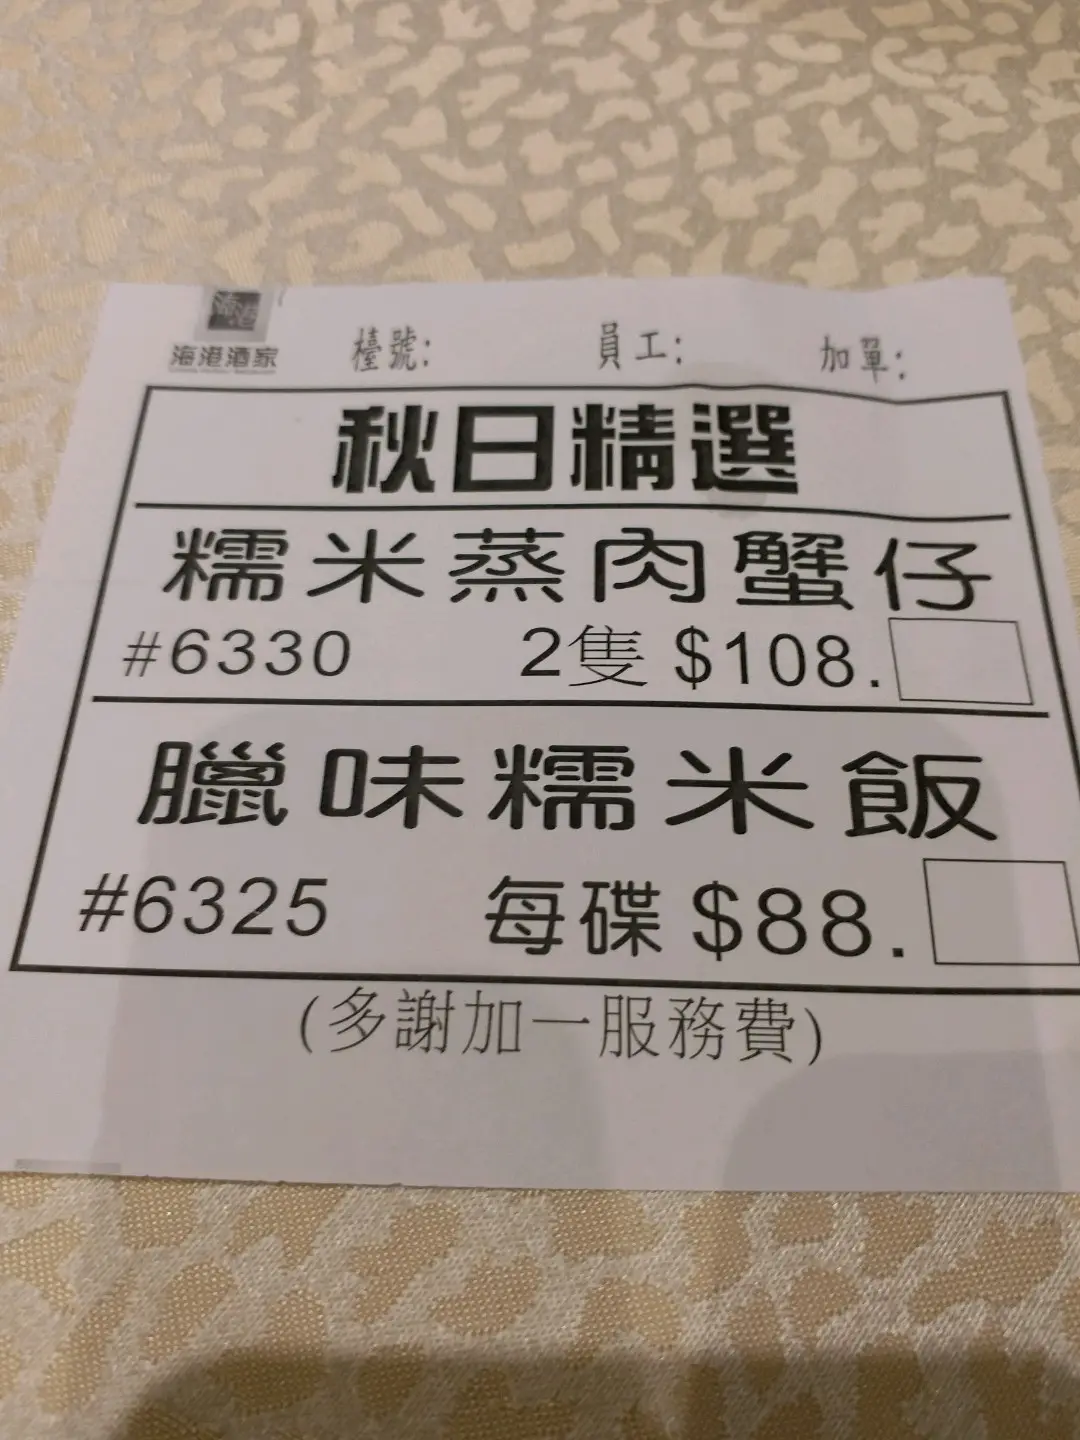 海港
海港酒家
檯號: 員工: 加單:
秋日精選
糯米蒸肉蟹仔
#6330 2隻 $108.
臘味糯米飯
#6325 每碟 $88.
(多謝加一服務費)